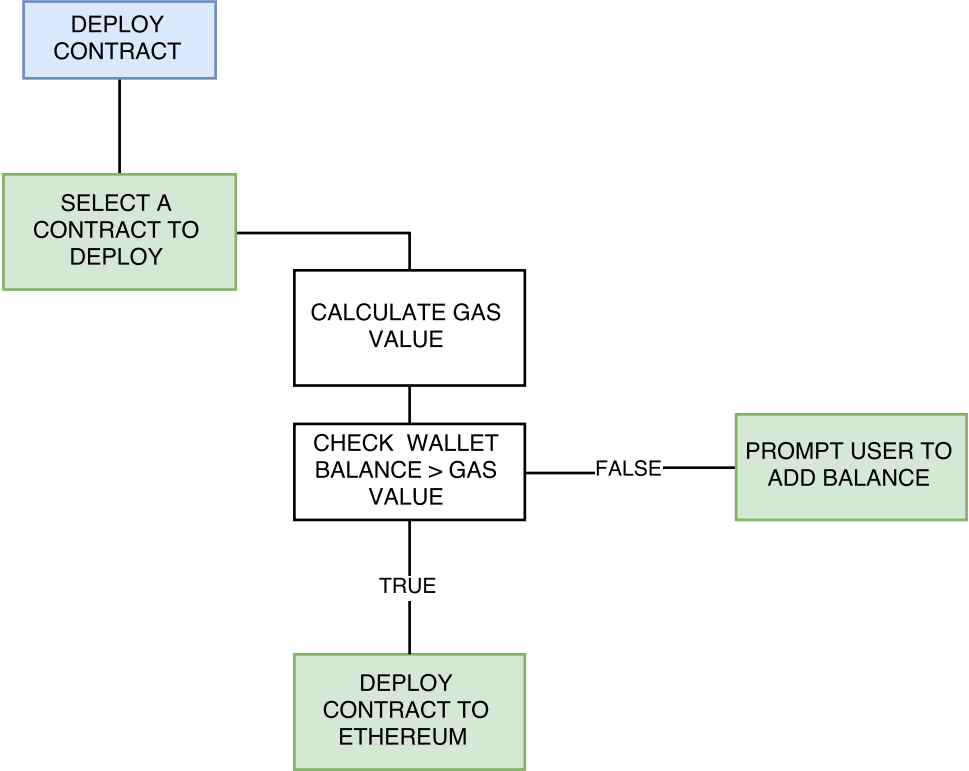 DEPLOY
CONTRACT
SELECT A
CONTRACT TO
DEPLOY
CALCULATE GAS
VALUE
CHECK  WALLET
BALANCE > GAS
VALUE
FALSE
PROMPT USER TO
ADD BALANCE
TRUE
DEPLOY
CONTRACT TO
ETHEREUM